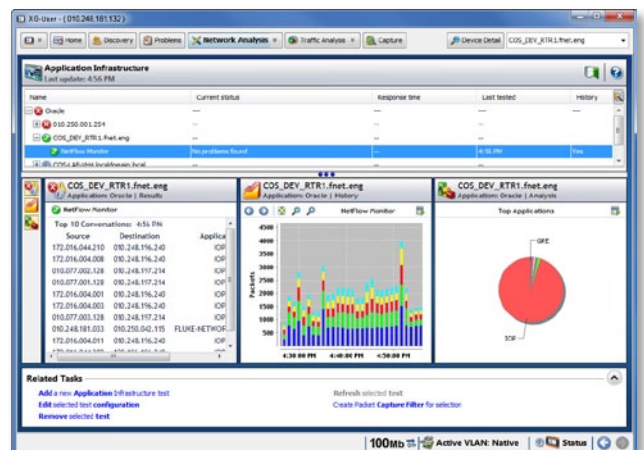 XG-User - (010.248.181.132)
Home Discovery Problems Network Analysis Traffic Analysis Capture Device Detail COS_DEV_RTR1.fnet.eng
Application Infrastructure
Last update: 4:56 PM
Name Current status Response time Last tested History
Oracle --- --- ---
010.250.001.254 -- -- --
COS_DEV_RTR1.fnet.eng -- -- --
NetFlow Monitor No problems found -- 4:56 PM Yes
COS_DEV_RTR1.fnet.eng
Application: Oracle | Results
NetFlow Monitor
Top 10 Conversations: 4:56 PM
Source Destination Applica
172.016.044.210 010.248.196.240 IOP
172.016.004.008 010.248.196.240 IOP
010.077.002.128 010.248.197.214 IOP
010.077.001.128 010.248.197.214 IOP
172.016.004.001 010.248.196.240 IOP
172.016.004.003 010.248.196.240 IOP
010.077.003.128 010.248.197.214 IOP
010.248.181.033 010.250.042.115 FLUKE-NETWOR
172.016.004.011 010.248.196.240 IOP
COS_DEV_RTR1.fnet.eng
Application: Oracle | History
NetFlow Monitor
Packets
4500
4000
3500
3000
2500
2000
1500
1000
500
4:30:00 PM 4:40:00 PM 4:50:00 PM
COS_DEV_RTR1.fnet.eng
Application: Oracle | Analysis
Top Applications
GRE
IOP
Related Tasks
Add a new Application Infrastructure test
Edit selected test configuration
Remove selected test
Refresh selected test
Create Packet Capture Filter for selection
100Mb Active VLAN: Native Status